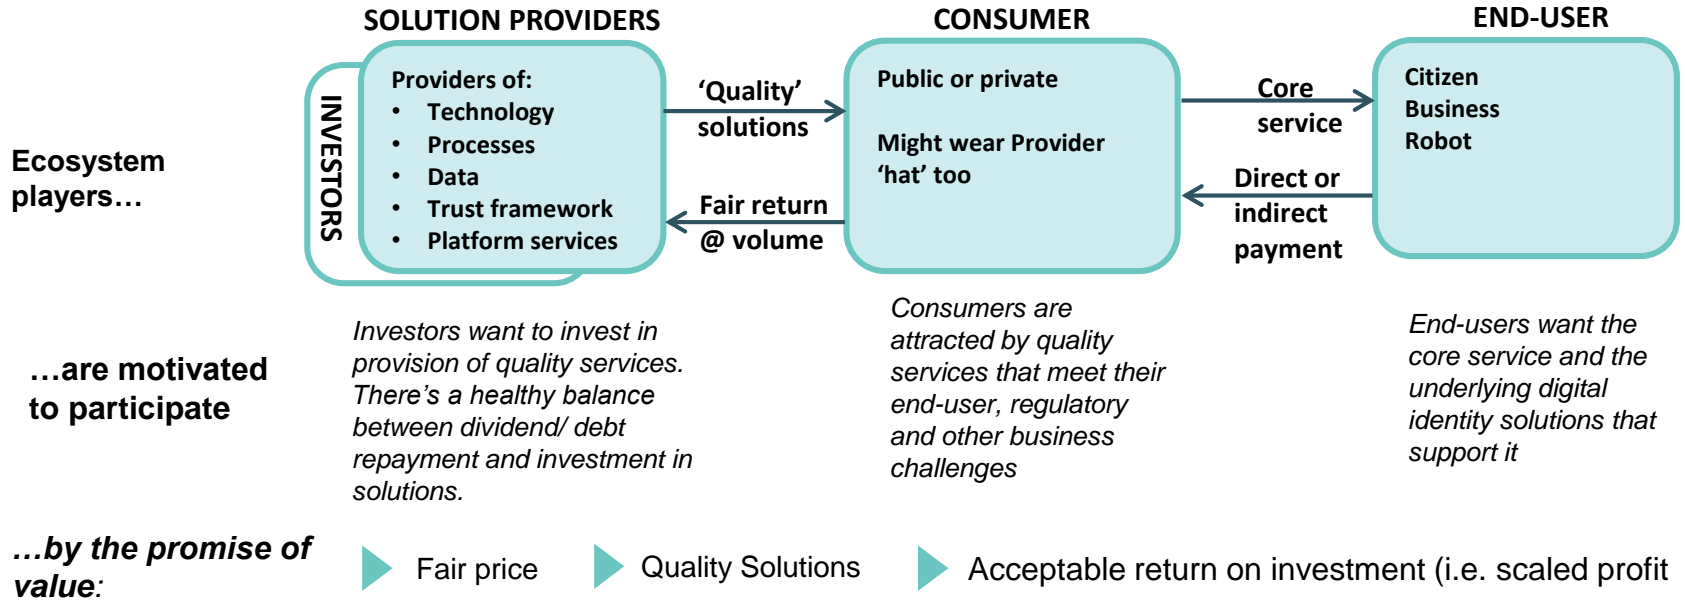 SOLUTION PROVIDERS
CONSUMER
END-USER
Ecosystem
players…
INVESTORS
Providers of:
• Technology
• Processes
• Data
• Trust framework
• Platform services
‘Quality’
solutions
Fair return
@ volume
Public or private
Might wear Provider
‘hat’ too
Core
service
Direct or
indirect
payment
Citizen
Business
Robot
…are motivated
to participate
Investors want to invest in
provision of quality services.
There’s a healthy balance
between dividend/ debt
repayment and investment in
solutions.
Consumers are
attracted by quality
services that meet their
end-user, regulatory
and other business
challenges
End-users want the
core service and the
underlying digital
identity solutions that
support it
…by the promise of
value:
Fair price
Quality Solutions
Acceptable return on investment (i.e. scaled profit